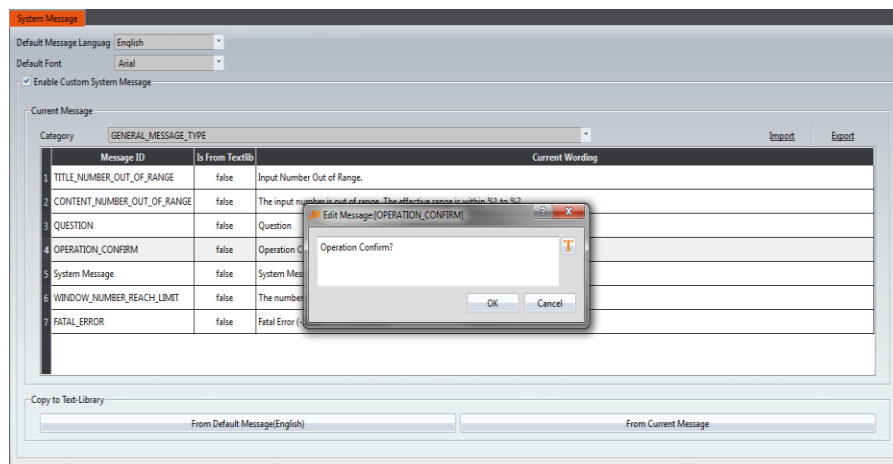 System Message
Default Message Languag English
Default Font Arial
Enable Custom System Message
Current Message
Category GENERAL_MESSAGE_TYPE Import Export
Message ID Is From Textlib Current Wording
1 TITLE_NUMBER_OUT_OF_RANGE false Input Number Out of Range.
2 CONTENT_NUMBER_OUT_OF_RANGE false The input number is out of range. The effective range is within %1 to %2
Edit Message:[OPERATION_CONFIRM] ?
3 QUESTION false Question
4 OPERATION_CONFIRM false Operation C
Operation Confirm? T
5 System Message false System Mes
6 WINDOW_NUMBER_REACH_LIMIT false The number
OK Cancel
7 FATAL_ERROR false Fatal Error (-
Copy to Text-Library
From Default Message(English) From Current Message